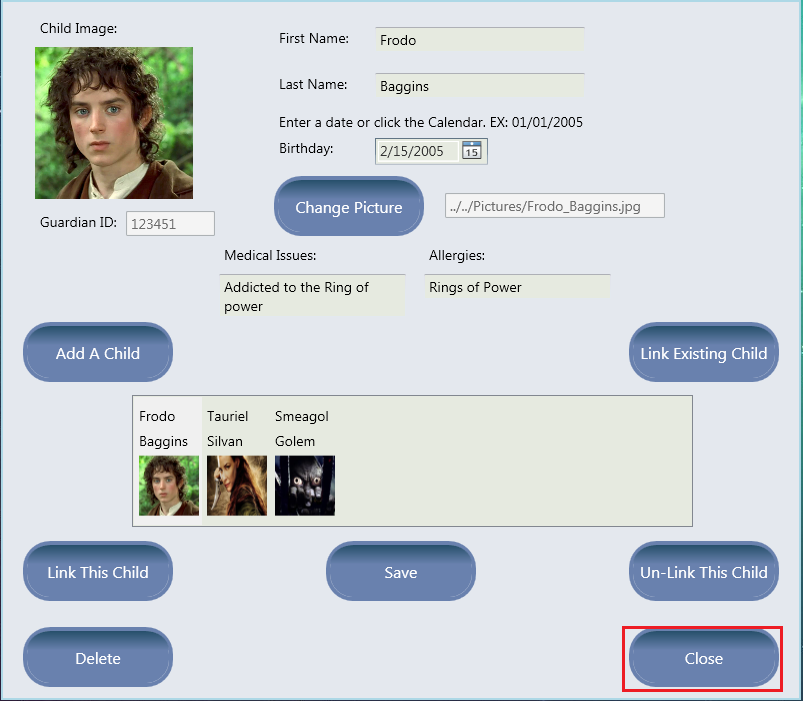 Child Image:
First Name:
Frodo
Last Name:
Baggins
Enter a date or click the Calendar. EX: 01/01/2005
Birthday:
2/15/2005
15
Change Picture
../../Pictures/Frodo_Baggins.jpg
Guardian ID:
123451
Medical Issues:
Allergies:
Addicted to the Ring of
power
Rings of Power
Add A Child
Link Existing Child
Frodo
Baggins
Tauriel
Silvan
Smeagol
Golem
Link This Child
Save
Un-Link This Child
Delete
Close